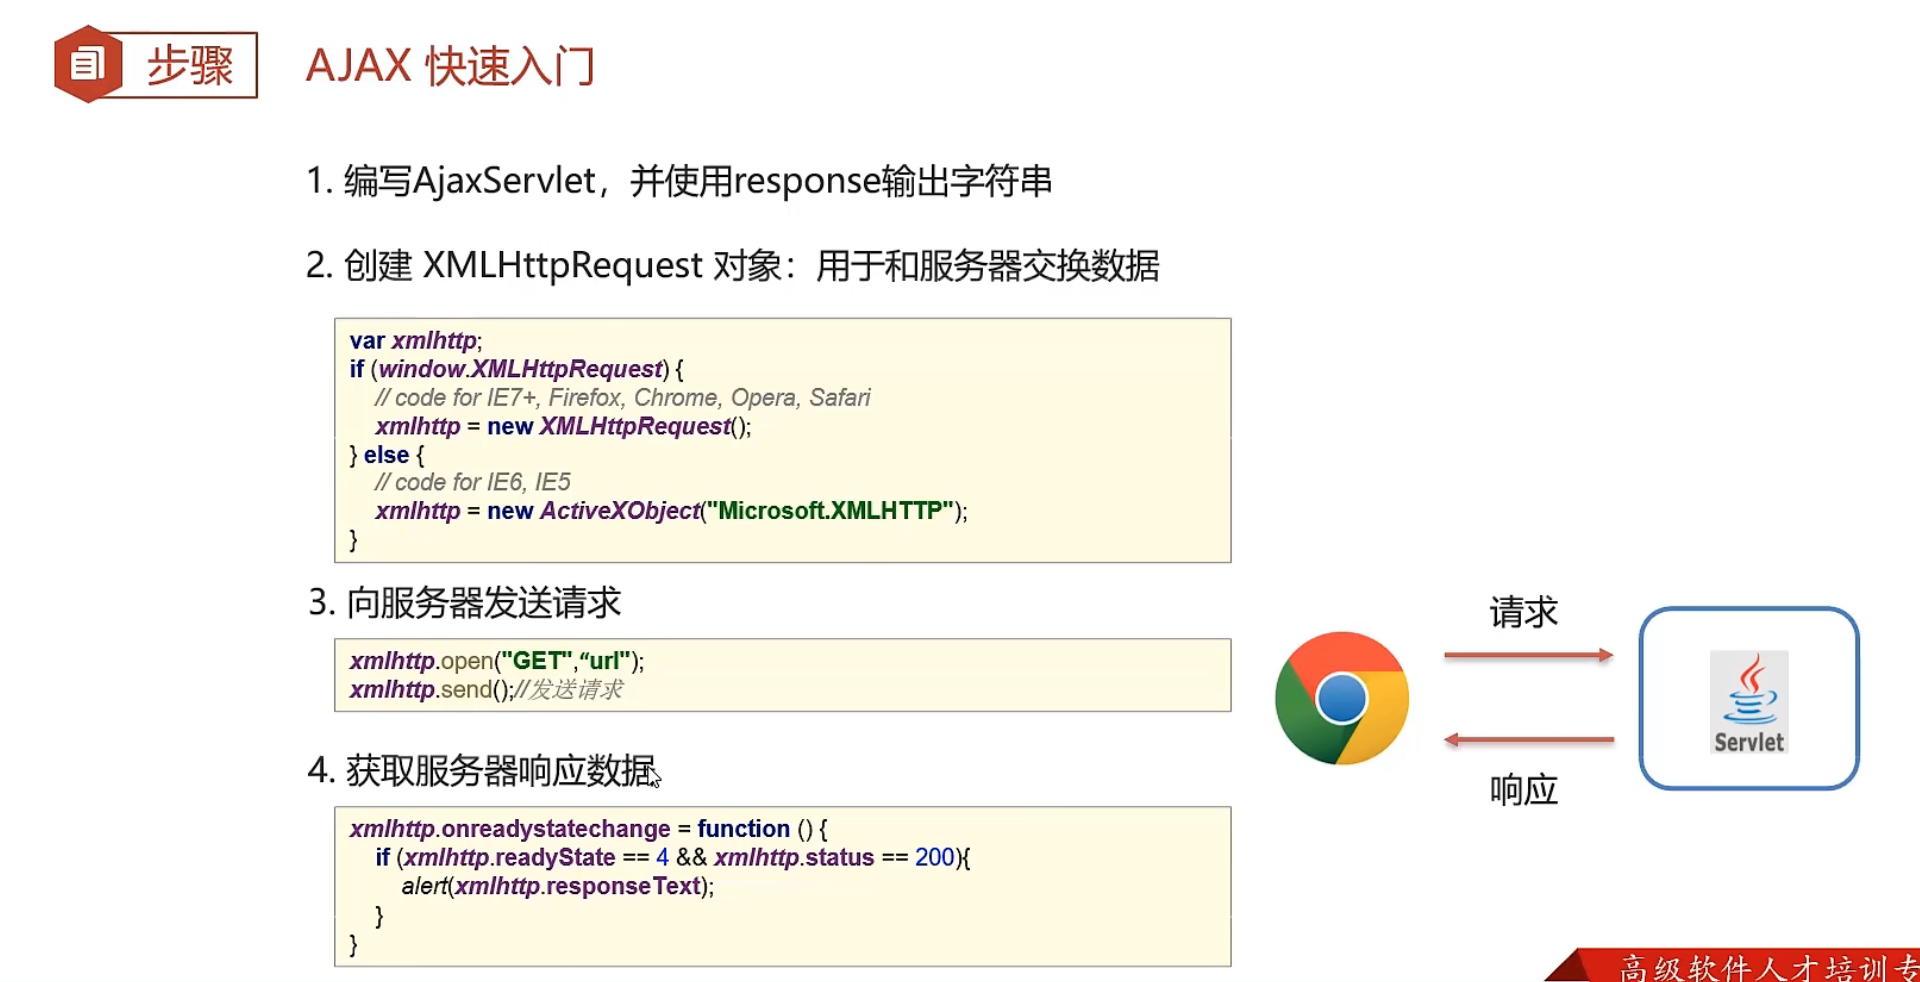 步骤
AJAX 快速入门
1. 编写AjaxServlet，并使用response输出字符串
2. 创建 XMLHttpRequest 对象：用于和服务器交换数据
var xmlhttp;
if (window.XMLHttpRequest) {
// code for IE7+, Firefox, Chrome, Opera, Safari
xmlhttp = new XMLHttpRequest();
} else {
// code for IE6, IE5
xmlhttp = new ActiveXObject("Microsoft.XMLHTTP");
}
3. 向服务器发送请求
xmlhttp.open("GET",“url");
xmlhttp.send();//发送请求
4. 获取服务器响应数据
xmlhttp.onreadystatechange = function () {
if (xmlhttp.readyState == 4 && xmlhttp.status == 200){
alert(xmlhttp.responseText);
}
}
请求
Servlet
响应
高级软件人才培训专